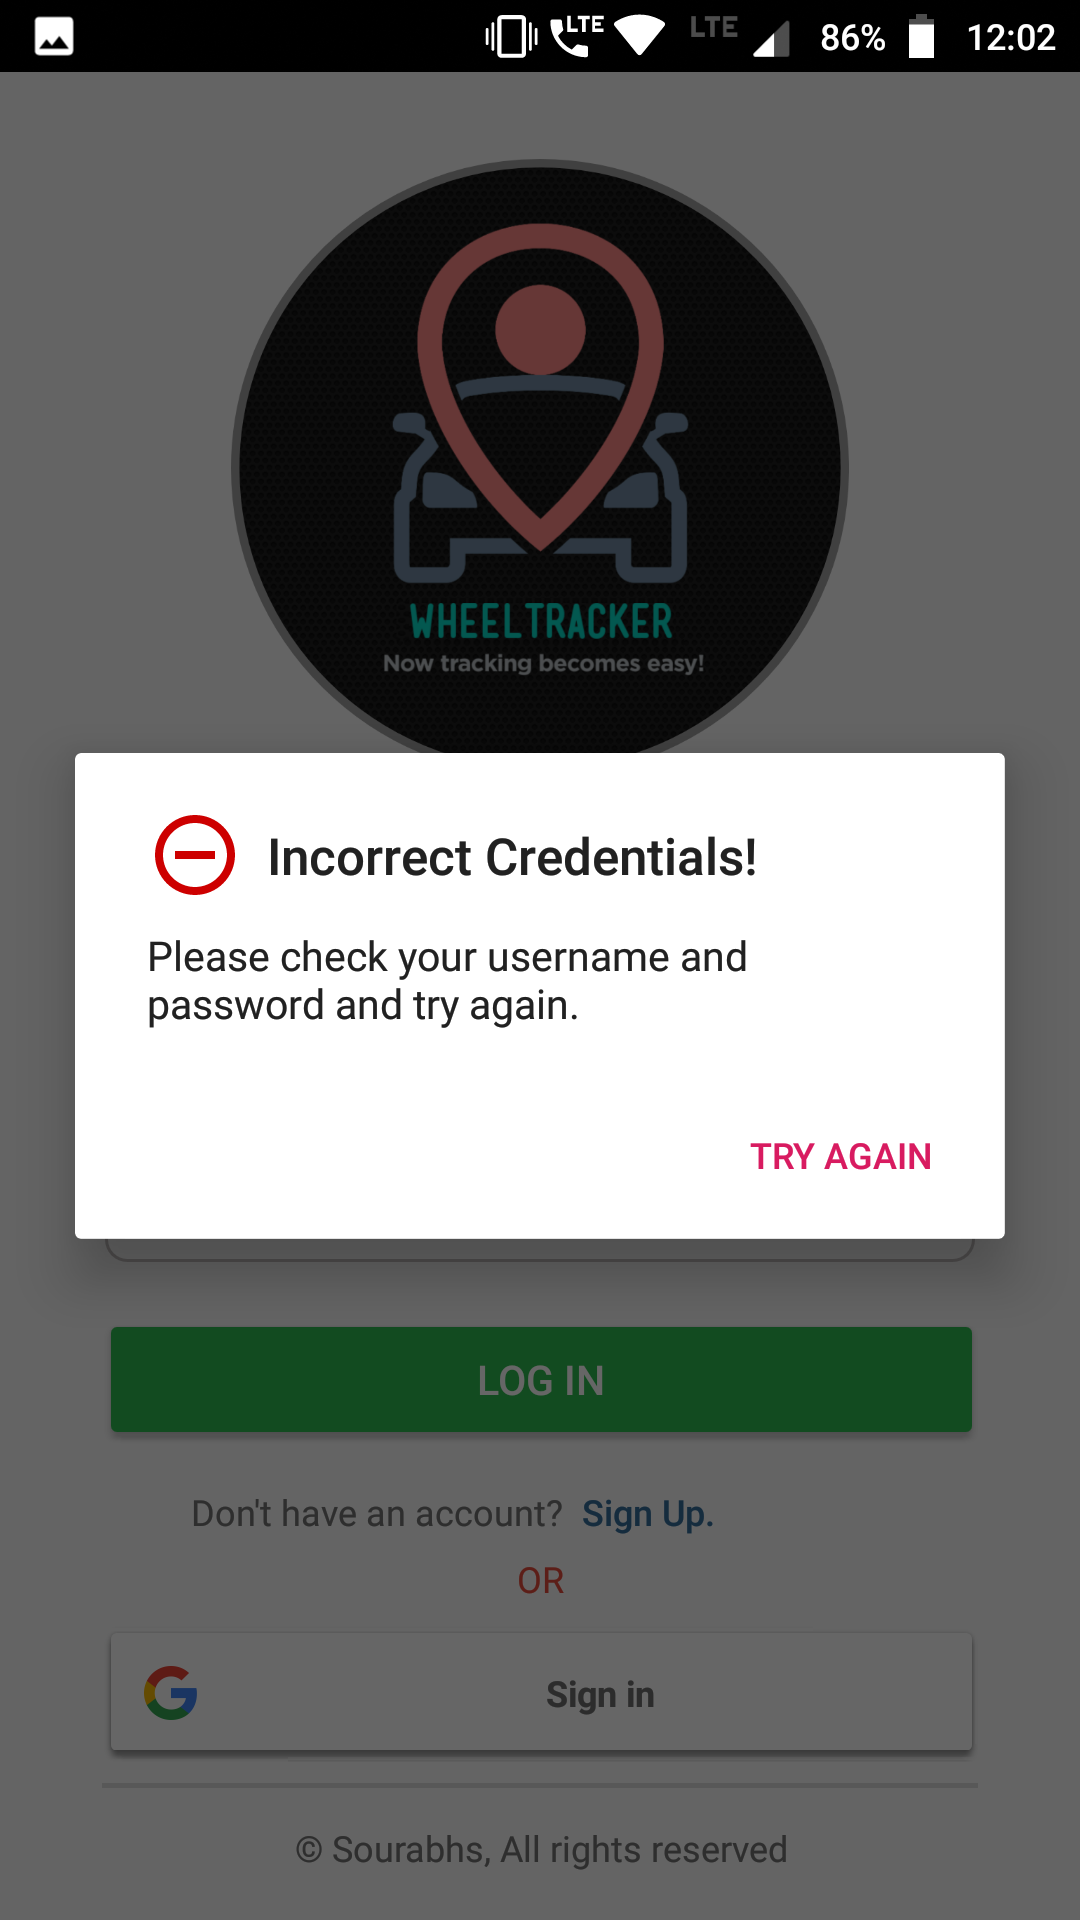 LTE LTE 86% 12:02
WHEELTRACKER
Now tracking becomes easy!
Incorrect Credentials!
Please check your username and
password and try again.
TRY AGAIN
LOG IN
Don't have an account? Sign Up.
OR
Sign in
© Sourabhs, All rights reserved